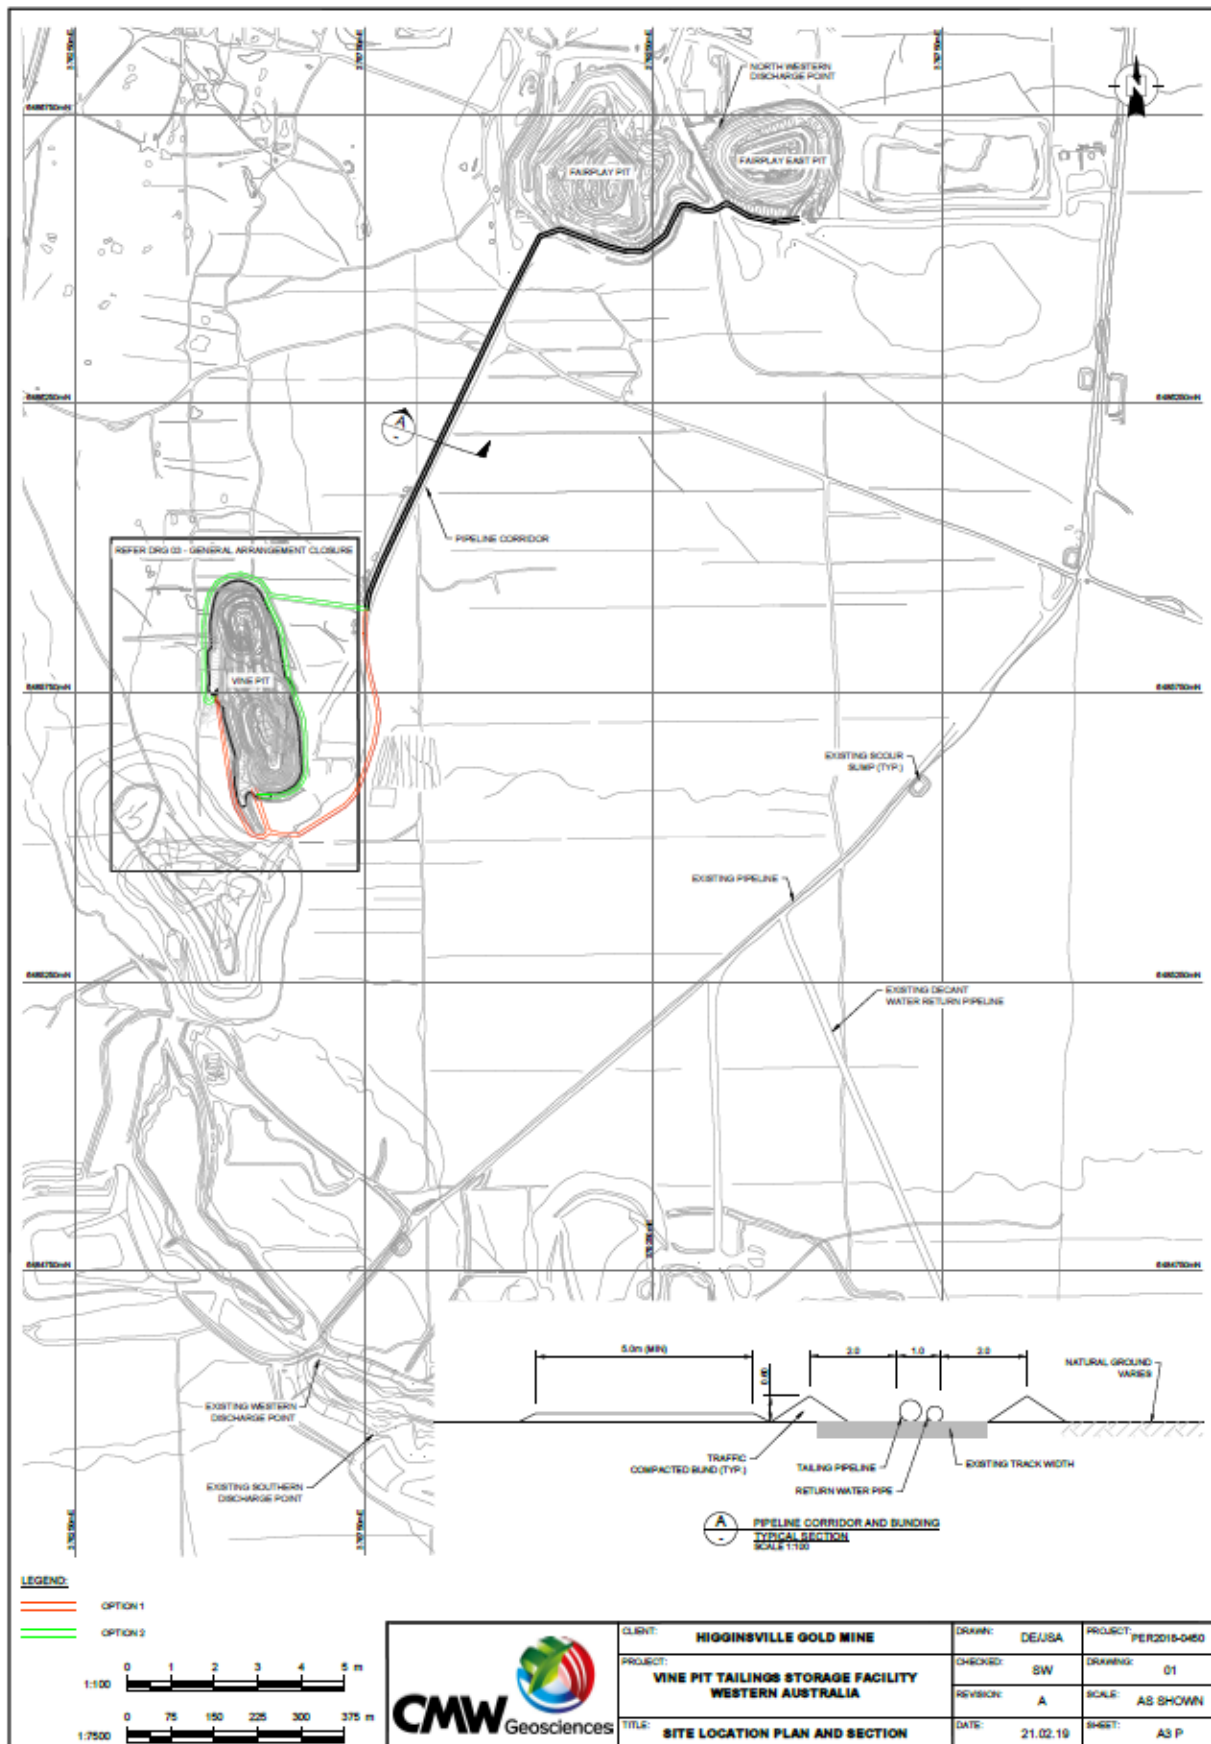 NORTH WESTERN
DISCHARGE POINT
FAIRPLAY PIT
FAIRPLAY EAST PIT
A
-
PIPELINE CORRIDOR
REFER DRG 03 - GENERAL ARRANGEMENT CLOSURE
VINE PIT
EXISTING SCOUR
SUMP (TYP.)
EXISTING PIPELINE
EXISTING DECANT
WATER RETURN PIPELINE
EXISTING WESTERN
DISCHARGE POINT
EXISTING SOUTHERN
DISCHARGE POINT
5.0m (MIN)
2.0
1.0
2.0
NATURAL GROUND
VARIES
TRAFFIC
COMPACTED BUND (TYP.)
TAILING PIPELINE
RETURN WATER PIPE
EXISTING TRACK WIDTH
A
-
PIPELINE CORRIDOR AND BUNDING
TYPICAL SECTION
SCALE 1:100
LEGEND:
OPTION 1
OPTION 2
1:100
0 1 2 3 4 5 m
1:7500
0 75 150 225 300 375 m
CMW Geosciences
CLIENT: HIGGINSVILLE GOLD MINE
PROJECT: VINE PIT TAILINGS STORAGE FACILITY
WESTERN AUSTRALIA
TITLE: SITE LOCATION PLAN AND SECTION
DRAWN: DE/JSA
CHECKED: SW
REVISION: A
DATE: 21.02.19
PROJECT: PER2018-0450
DRAWING: 01
SCALE: AS SHOWN
SHEET: A3 P